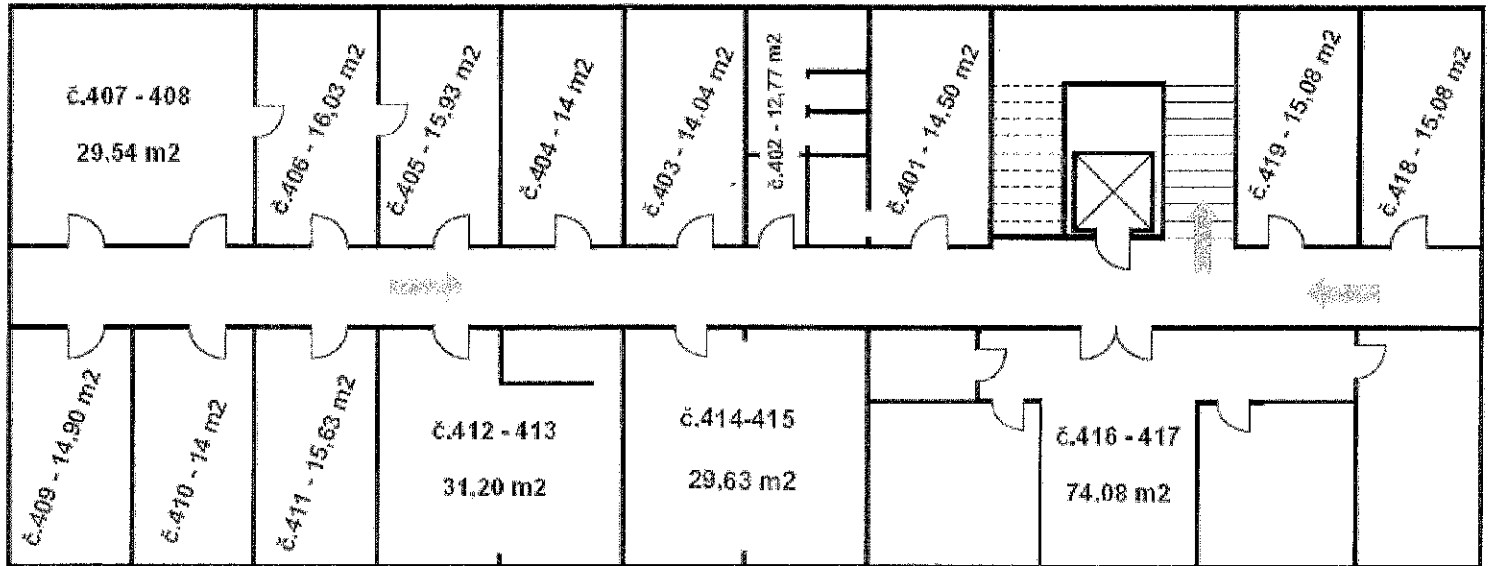 č.407 - 408
29,54 m2
č.406 - 16,03 m2
č.405 - 15,93 m2
č.404 - 14 m2
č.403 - 14,04 m2
č.402 - 12,77 m2
č.401 - 14,50 m2
č.419 - 15,08 m2
č.418 - 15,08 m2
č.409 - 14,90 m2
č.410 - 14 m2
č.411 - 15,63 m2
č.412 - 413
31,20 m2
č.414-415
29,63 m2
č.416 - 417
74,08 m2